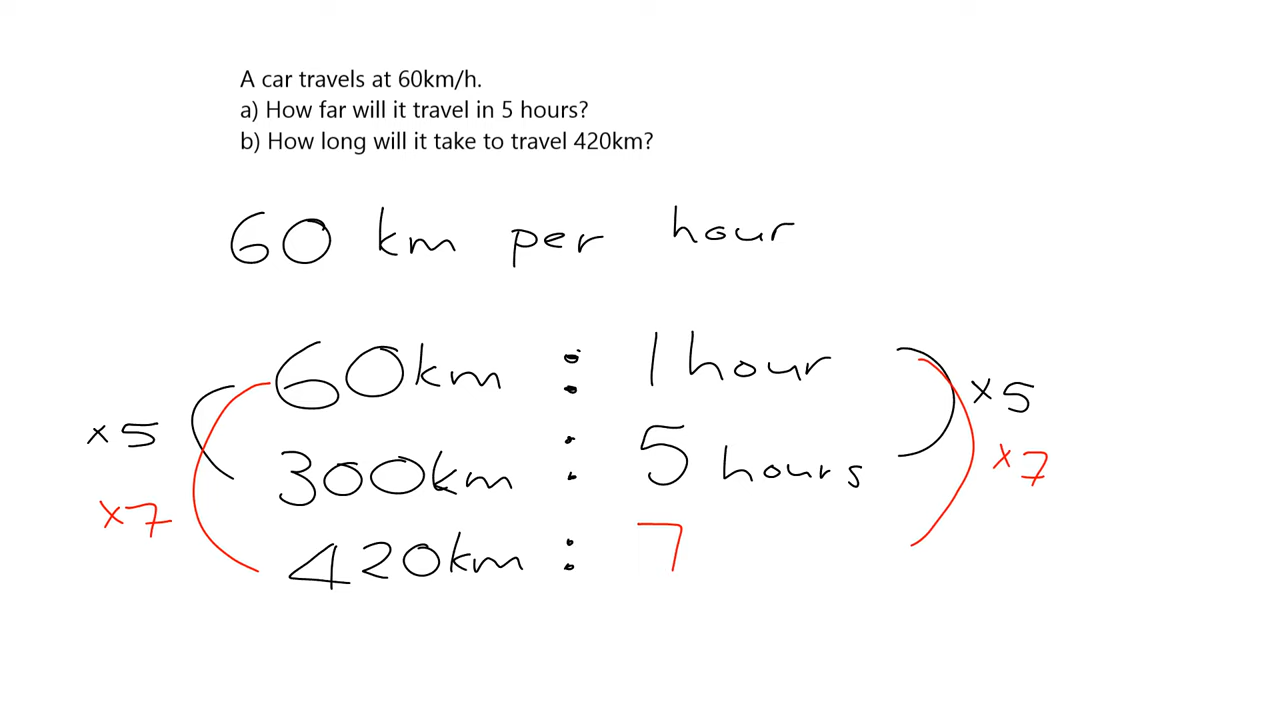 A car travels at 60km/h.
a) How far will it travel in 5 hours?
b) How long will it take to travel 420km?
60 km per hour
60km : 1 hour
×5
×5
300km : 5 hours
×7
×7
420km : 7